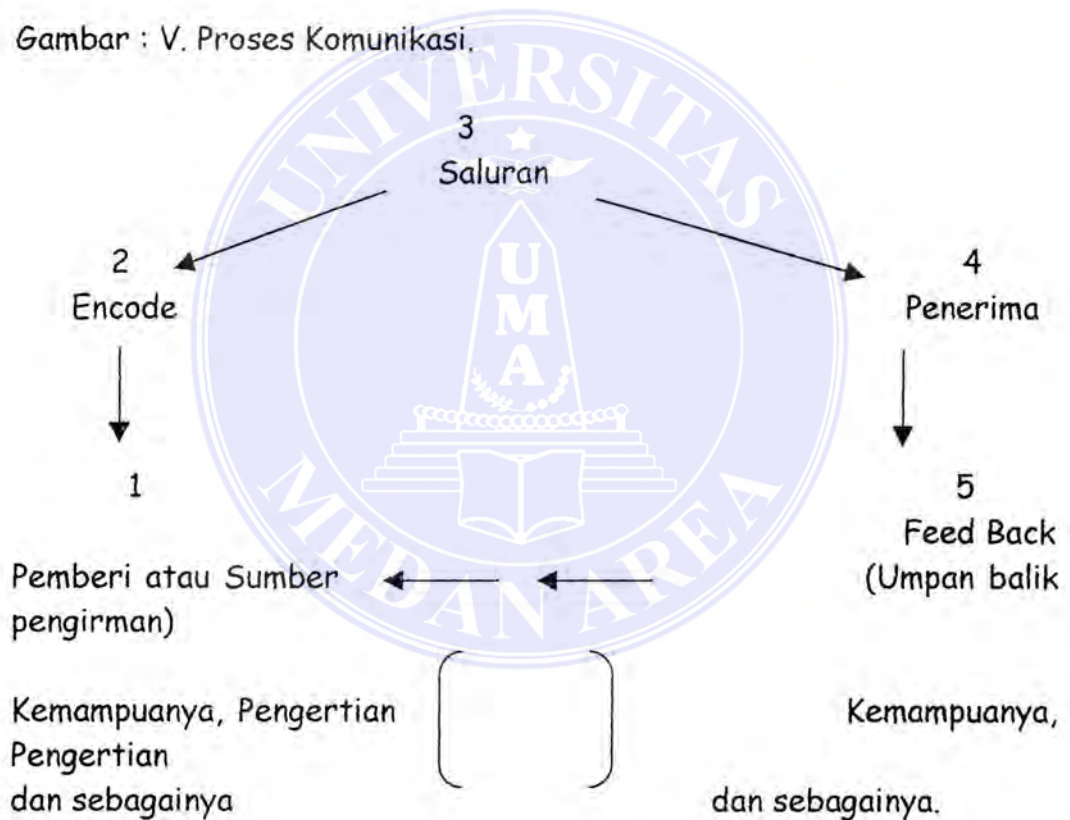 Gambar : V. Proses Komunikasi.
3
Saluran
2
Encode
4
Penerima
1
5
Feed Back
Pemberi atau Sumber (Umpan balik
pengirman)
Kemampuanya, Pengertian Kemampuanya,
Pengertian
dan sebagainya dan sebagainya.
UNIVERSITAS
UMA
MEDAN AREA